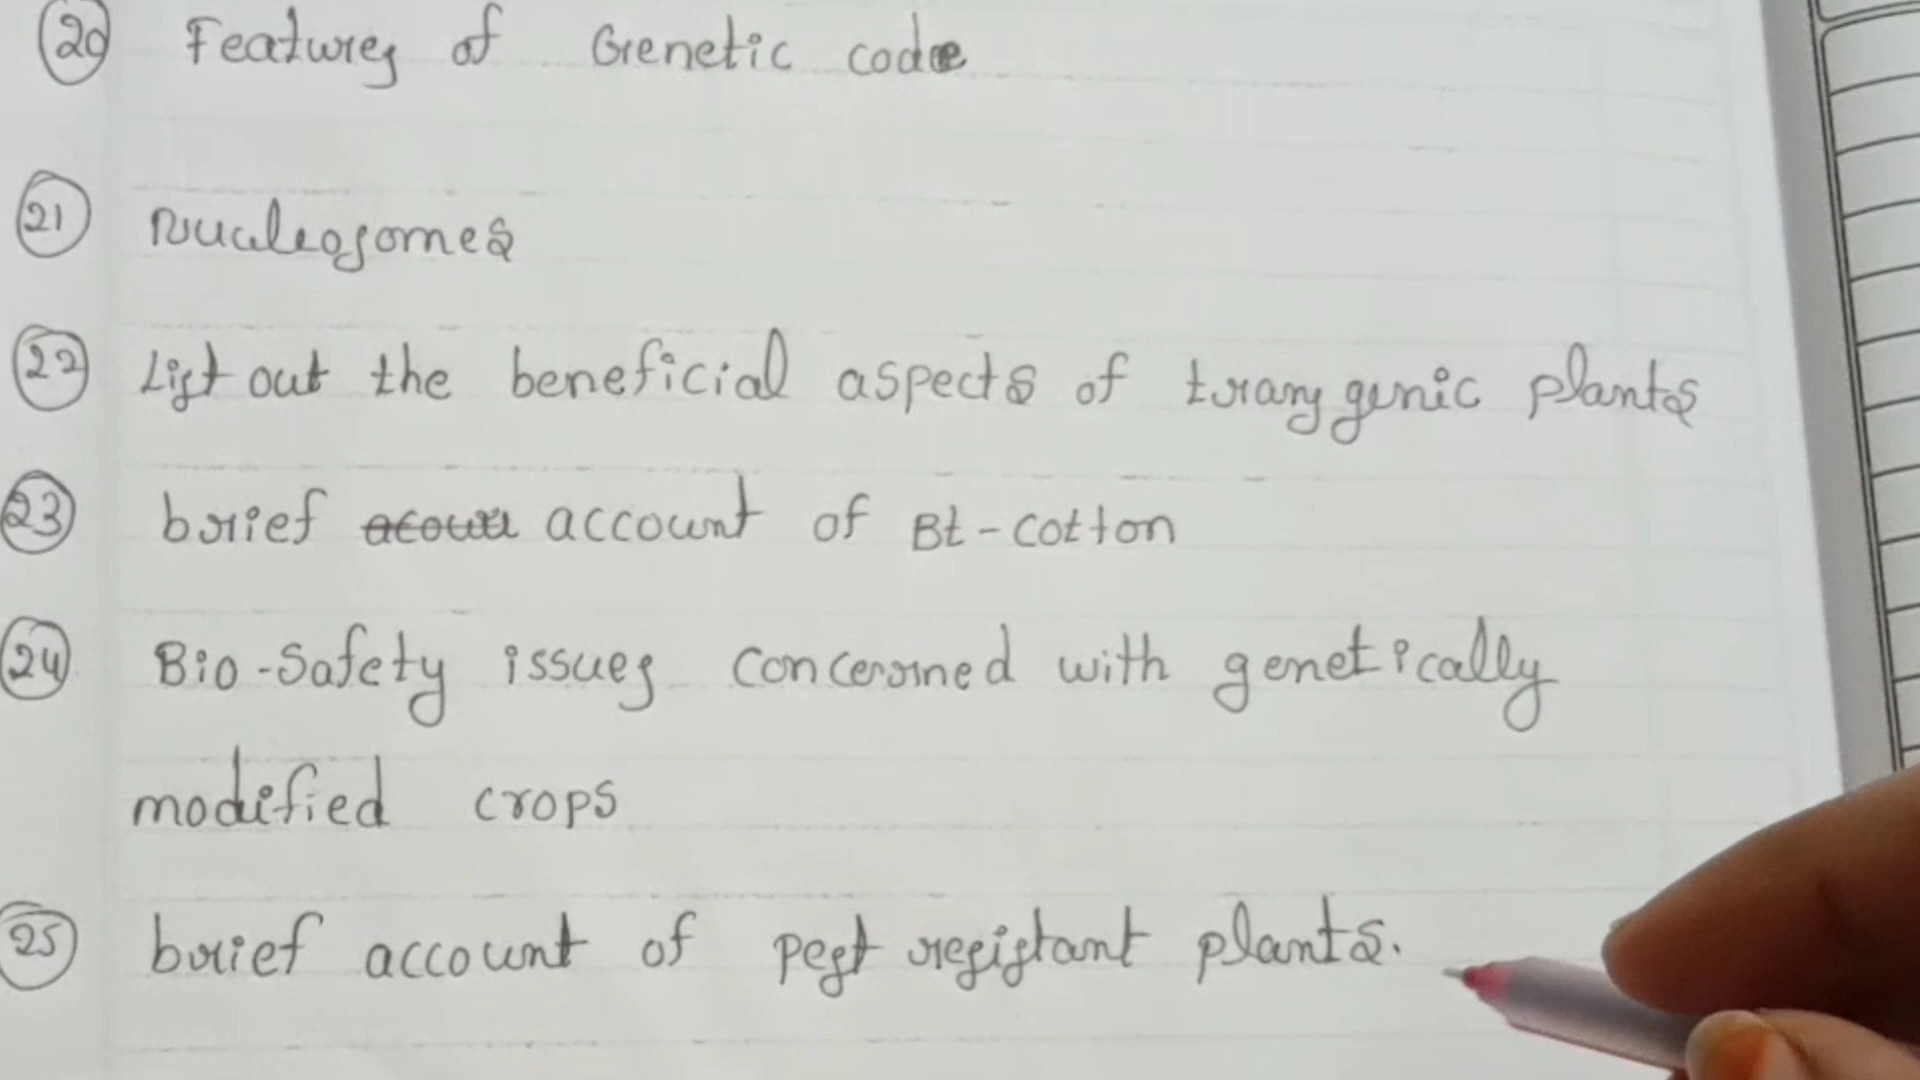 20 Features of Genetic code
21 Nucleosomes
22 List out the beneficial aspects of transgenic plants
23 brief account of Bt-cotton
24 Bio-Safety issues concerned with genetically
modified crops
25 brief account of pest resistant plants.